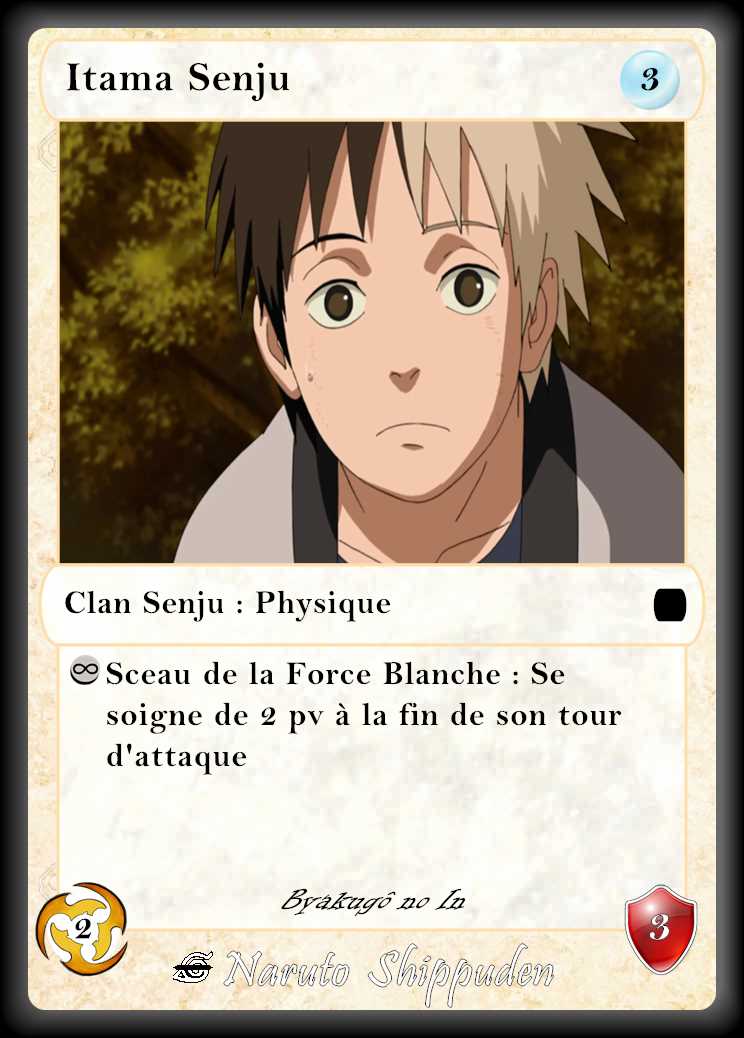 Itama Senju
3
Clan Senju : Physique
Sceau de la Force Blanche : Se
soigne de 2 pv à la fin de son tour
d'attaque
Byakugô no In
2
3
Naruto Shippuden